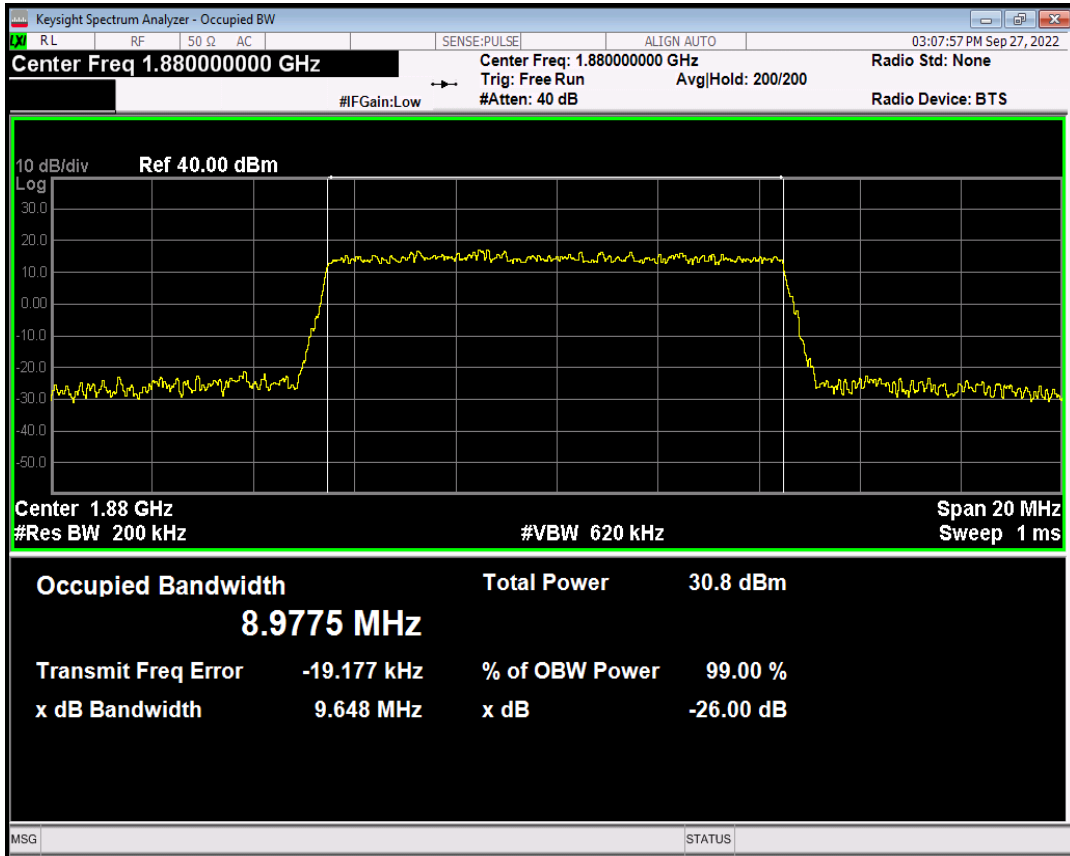 Keysight Spectrum Analyzer - Occupied BW
LXI RL RF 50 Ω AC SENSE:PULSE ALIGN AUTO 03:07:57 PM Sep 27, 2022
Center Freq 1.880000000 GHz Center Freq: 1.880000000 GHz Radio Std: None
Trig: Free Run Avg|Hold: 200/200
#IFGain:Low #Atten: 40 dB Radio Device: BTS
10 dB/div Ref 40.00 dBm
Log
30.0
20.0
10.0
0.00
-10.0
-20.0
-30.0
-40.0
-50.0
Center 1.88 GHz Span 20 MHz
#Res BW 200 kHz #VBW 620 kHz Sweep 1 ms
Occupied Bandwidth Total Power 30.8 dBm
8.9775 MHz
Transmit Freq Error -19.177 kHz % of OBW Power 99.00 %
x dB Bandwidth 9.648 MHz x dB -26.00 dB
MSG STATUS